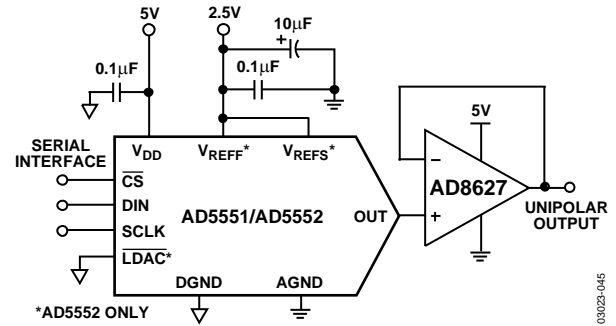 5V
2.5V
10μF
+
0.1μF
0.1μF
5V
SERIAL
INTERFACE
VDD
VREFF*
VREFS*
CS
DIN
SCLK
LDAC*
AD5551/AD5552
OUT
DGND
AGND
–
+
AD8627
UNIPOLAR
OUTPUT
*AD5552 ONLY
03023-045